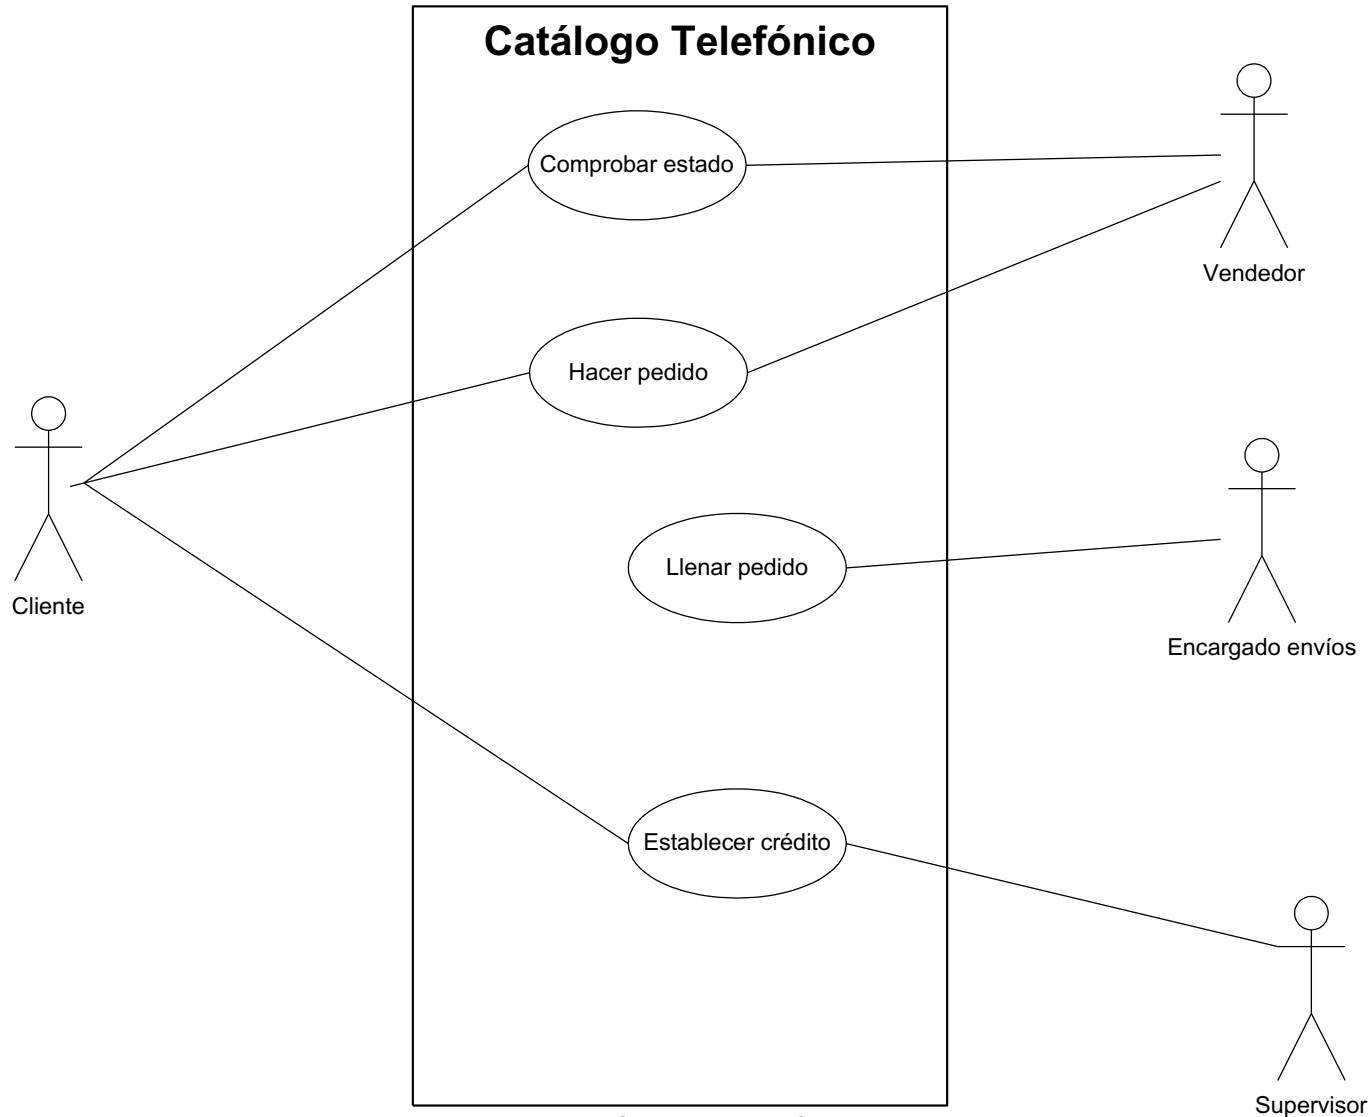 Catálogo Telefónico
Comprobar estado
Vendedor
Hacer pedido
Cliente
Llenar pedido
Encargado envíos
Establecer crédito
Supervisor